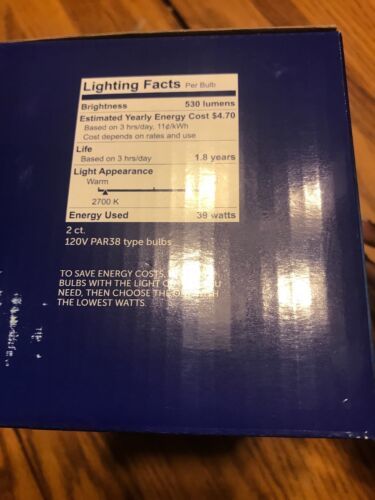 Lighting Facts Per Bulb
Brightness 530 lumens
Estimated Yearly Energy Cost $4.70
Based on 3 hrs/day, 11¢/kWh
Cost depends on rates and use
Life
Based on 3 hrs/day 1.8 years
Light Appearance
Warm
2700 K
Energy Used 39 watts
2 ct.
120V PAR38 type bulbs
TO SAVE ENERGY COSTS,
BULBS WITH THE LIGHT
NEED, THEN CHOOSE THE
THE LOWEST WATTS.